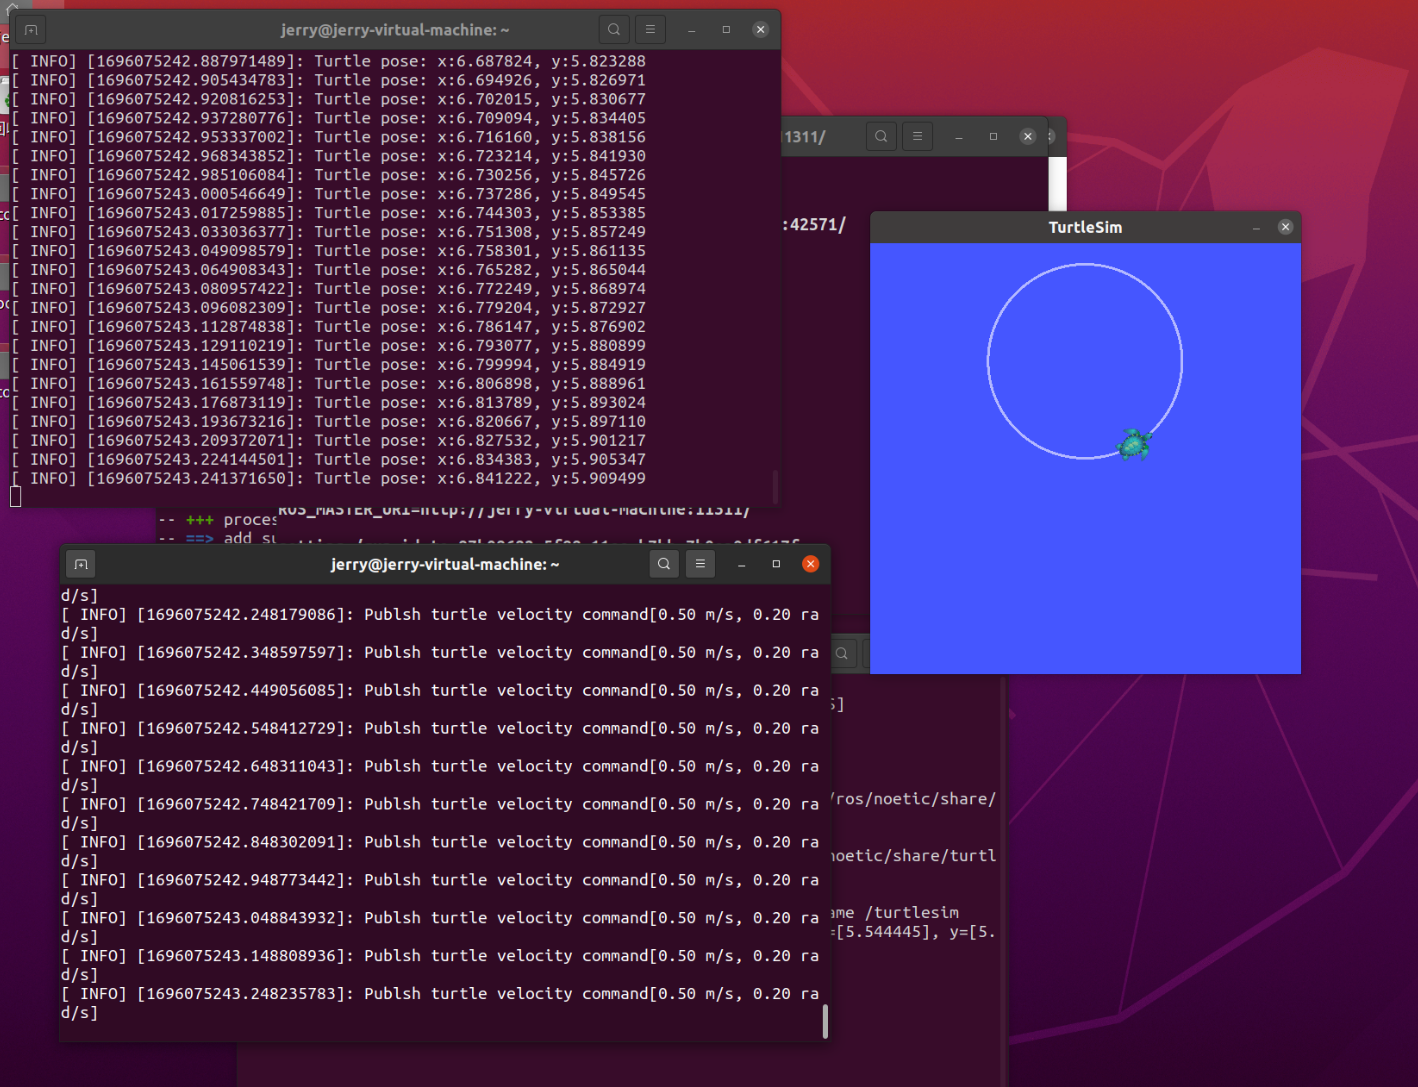 jerry@jerry-virtual-machine: ~
[ INFO] [1696075242.887971489]: Turtle pose: x:6.687824, y:5.823288
[ INFO] [1696075242.905434783]: Turtle pose: x:6.694926, y:5.826971
[ INFO] [1696075242.920816253]: Turtle pose: x:6.702015, y:5.830677
[ INFO] [1696075242.937280776]: Turtle pose: x:6.709094, y:5.834405
[ INFO] [1696075242.953337002]: Turtle pose: x:6.716160, y:5.838156
[ INFO] [1696075242.968343852]: Turtle pose: x:6.723214, y:5.841930
[ INFO] [1696075242.985106084]: Turtle pose: x:6.730256, y:5.845726
[ INFO] [1696075243.000546649]: Turtle pose: x:6.737286, y:5.849545
[ INFO] [1696075243.017259885]: Turtle pose: x:6.744303, y:5.853385
[ INFO] [1696075243.033036377]: Turtle pose: x:6.751308, y:5.857249
[ INFO] [1696075243.049098579]: Turtle pose: x:6.758301, y:5.861135
[ INFO] [1696075243.064908343]: Turtle pose: x:6.765282, y:5.865044
[ INFO] [1696075243.080957422]: Turtle pose: x:6.772249, y:5.868974
[ INFO] [1696075243.096082309]: Turtle pose: x:6.779204, y:5.872927
[ INFO] [1696075243.112874838]: Turtle pose: x:6.786147, y:5.876902
[ INFO] [1696075243.129110219]: Turtle pose: x:6.793077, y:5.880899
[ INFO] [1696075243.145061539]: Turtle pose: x:6.799994, y:5.884919
[ INFO] [1696075243.161559748]: Turtle pose: x:6.806898, y:5.888961
[ INFO] [1696075243.176873119]: Turtle pose: x:6.813789, y:5.893024
[ INFO] [1696075243.193673216]: Turtle pose: x:6.820667, y:5.897110
[ INFO] [1696075243.209372071]: Turtle pose: x:6.827532, y:5.901217
[ INFO] [1696075243.224144501]: Turtle pose: x:6.834383, y:5.905347
[ INFO] [1696075243.241371650]: Turtle pose: x:6.841222, y:5.909499
11311/
:42571/
TurtleSim
ROS_MASTER_URI=http://jerry-virtual-machine:11311/
-- +++ proces
-- ==> add su
jerry@jerry-virtual-machine: ~
d/s]
[ INFO] [1696075242.248179086]: Publsh turtle velocity command[0.50 m/s, 0.20 ra
d/s]
[ INFO] [1696075242.348597597]: Publsh turtle velocity command[0.50 m/s, 0.20 ra
d/s]
[ INFO] [1696075242.449056085]: Publsh turtle velocity command[0.50 m/s, 0.20 ra
d/s]
[ INFO] [1696075242.548412729]: Publsh turtle velocity command[0.50 m/s, 0.20 ra
d/s]
[ INFO] [1696075242.648311043]: Publsh turtle velocity command[0.50 m/s, 0.20 ra
d/s]
[ INFO] [1696075242.748421709]: Publsh turtle velocity command[0.50 m/s, 0.20 ra
d/s]
[ INFO] [1696075242.848302091]: Publsh turtle velocity command[0.50 m/s, 0.20 ra
d/s]
[ INFO] [1696075242.948773442]: Publsh turtle velocity command[0.50 m/s, 0.20 ra
d/s]
[ INFO] [1696075243.048843932]: Publsh turtle velocity command[0.50 m/s, 0.20 ra
d/s]
[ INFO] [1696075243.148808936]: Publsh turtle velocity command[0.50 m/s, 0.20 ra
d/s]
[ INFO] [1696075243.248235783]: Publsh turtle velocity command[0.50 m/s, 0.20 ra
d/s]
/ros/noetic/share/
noetic/share/turtl
ame /turtlesim
=[5.544445], y=[5.